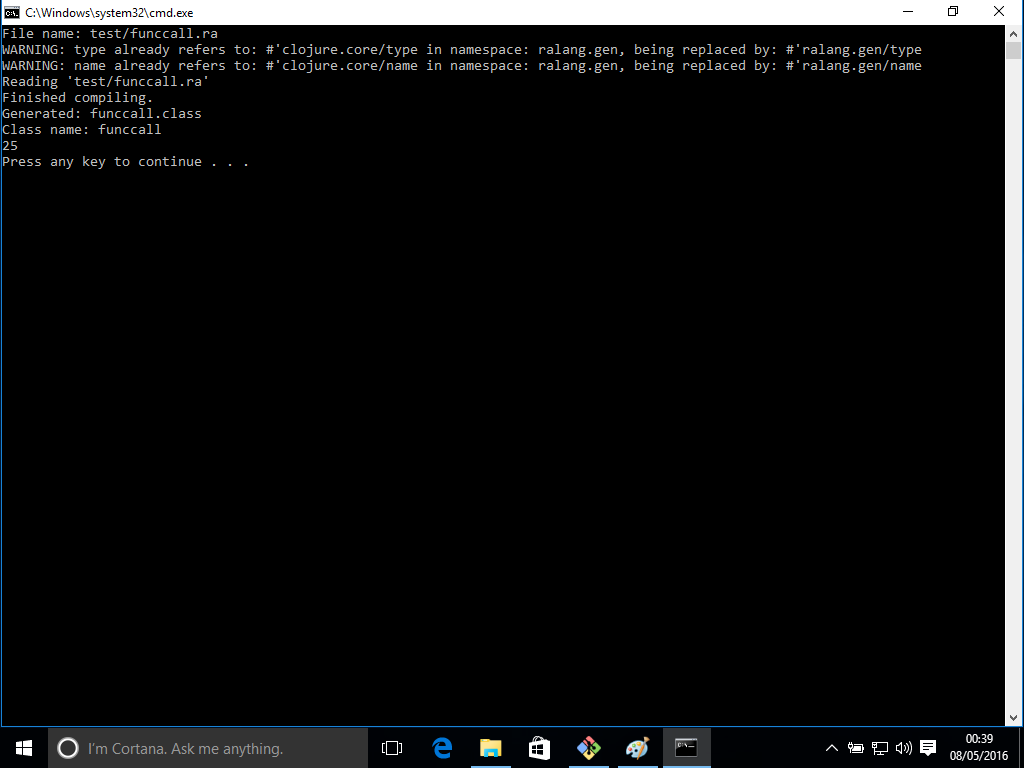 C:\Windows\system32\cmd.exe
File name: test/funccall.ra
WARNING: type already refers to: #'clojure.core/type in namespace: ralang.gen, being replaced by: #'ralang.gen/type
WARNING: name already refers to: #'clojure.core/name in namespace: ralang.gen, being replaced by: #'ralang.gen/name
Reading 'test/funccall.ra'
Finished compiling.
Generated: funccall.class
Class name: funccall
25
Press any key to continue . . .
I'm Cortana. Ask me anything.
00:39
08/05/2016